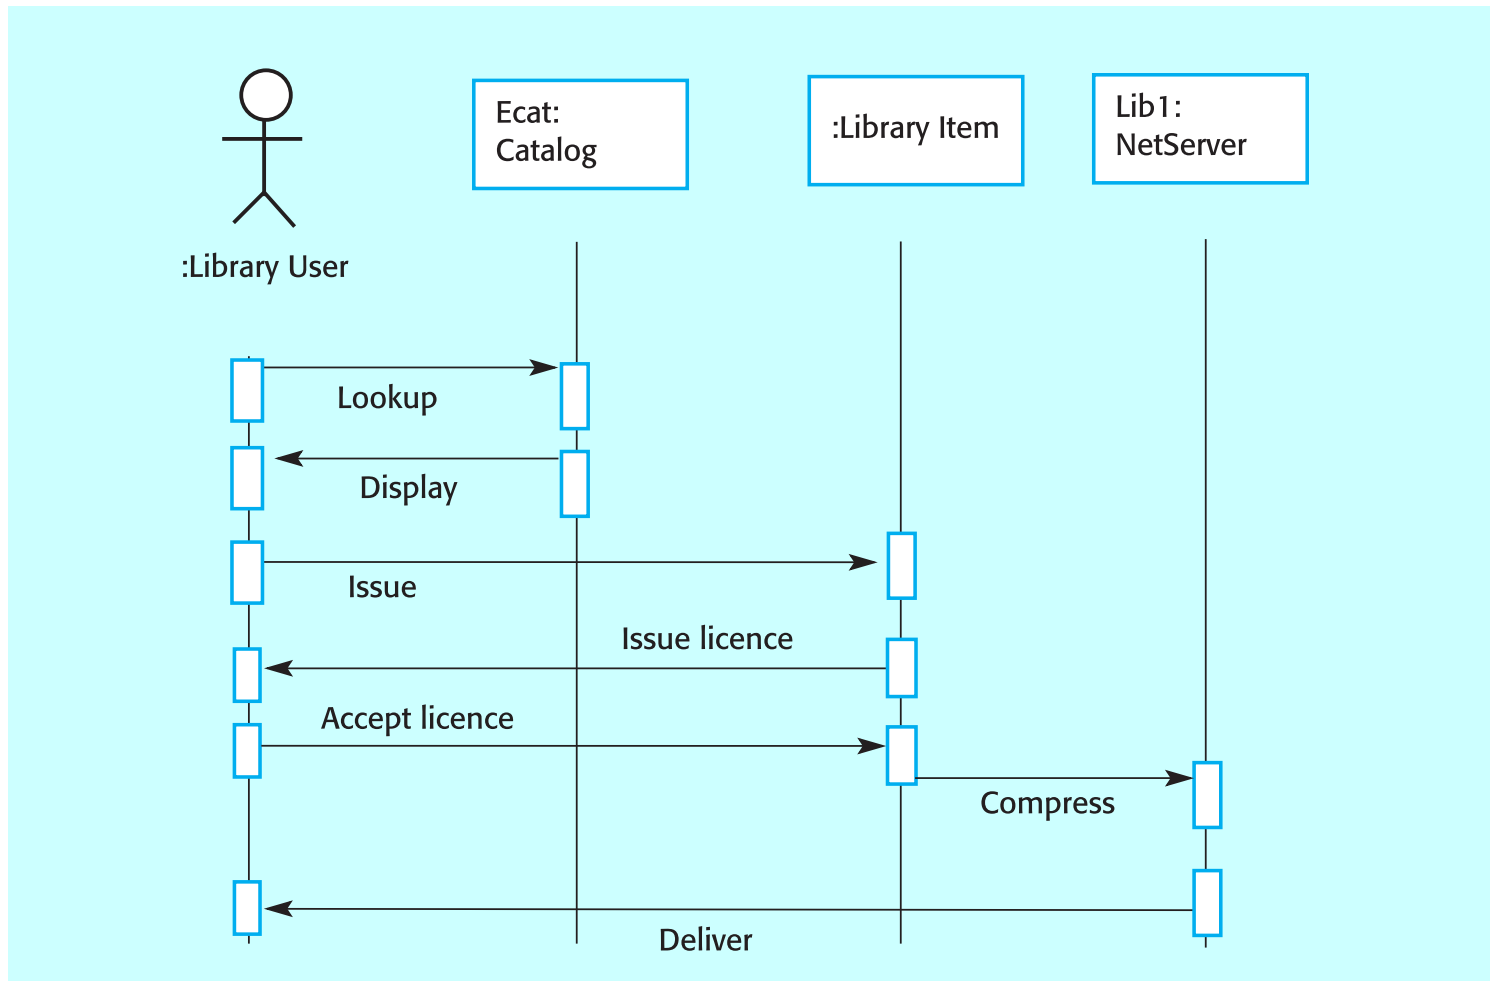 Ecat:
Catalog
:Library Item
Lib1:
NetServer
:Library User
Lookup
Display
Issue
Issue licence
Accept licence
Compress
Deliver